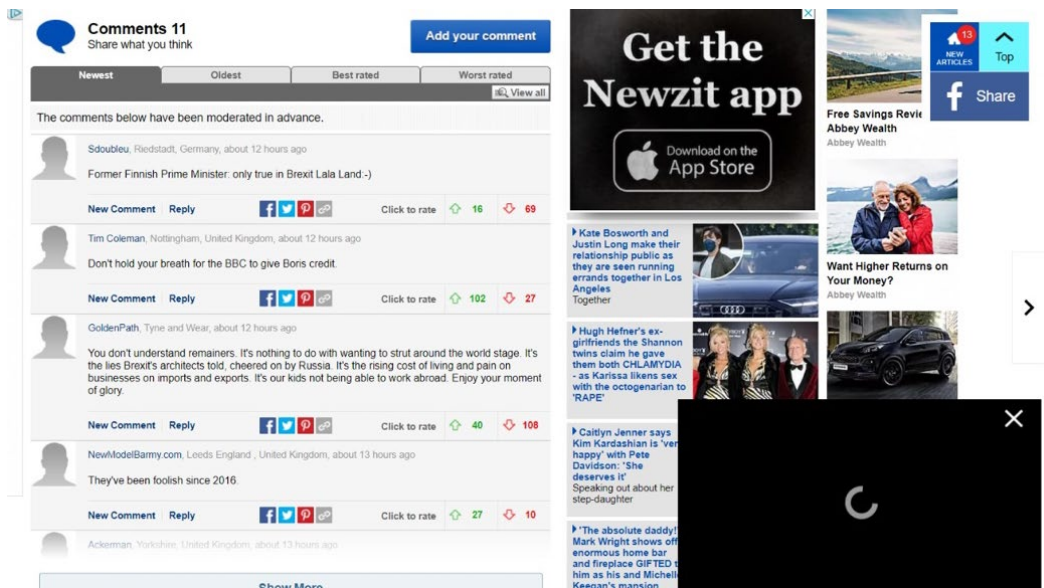 Comments 11
Share what you think
Add your comment
Newest
Oldest
Best rated
Worst rated
View all
The comments below have been moderated in advance.
Sdoubleu, Riedstadt, Germany, about 12 hours ago
Former Finnish Prime Minister: only true in Brexit Lala Land:-)
New Comment Reply Click to rate 16 69
Tim Coleman, Nottingham, United Kingdom, about 12 hours ago
Don't hold your breath for the BBC to give Boris credit.
New Comment Reply Click to rate 102 27
GoldenPath, Tyne and Wear, about 12 hours ago
You don't understand remainers. It's nothing to do with wanting to strut around the world stage. It's
the lies Brexit's architects told, cheered on by Russia. It's the rising cost of living and pain on
businesses on imports and exports. It's our kids not being able to work abroad. Enjoy your moment
of glory.
New Comment Reply Click to rate 40 108
NewModelBarmy.com, Leeds England , United Kingdom, about 13 hours ago
They've been foolish since 2016.
New Comment Reply Click to rate 27 10
Ackerman, Yorkshire, United Kingdom, about 13 hours ago
Show More
Get the
Newzit app
Download on the
App Store
Kate Bosworth and
Justin Long make their
relationship public as
they are seen running
errands together in Los
Angeles
Together
Hugh Hefner's ex-
girlfriends the Shannon
twins claim he gave
them both CHLAMYDIA
- as Karissa likens sex
with the octogenarian to
'RAPE'
Caitlyn Jenner says
Kim Kardashian is 'ver
happy' with Pete
Davidson: 'She
deserves it'
Speaking out about her
step-daughter
'The absolute daddy!'
Mark Wright shows off
enormous home bar
and fireplace GIFTED t
him as his and Michell
Keegan's mansion
Free Savings Revie
Abbey Wealth
Abbey Wealth
Want Higher Returns on
Your Money?
Abbey Wealth
13
NEW
ARTICLES
Top
Share